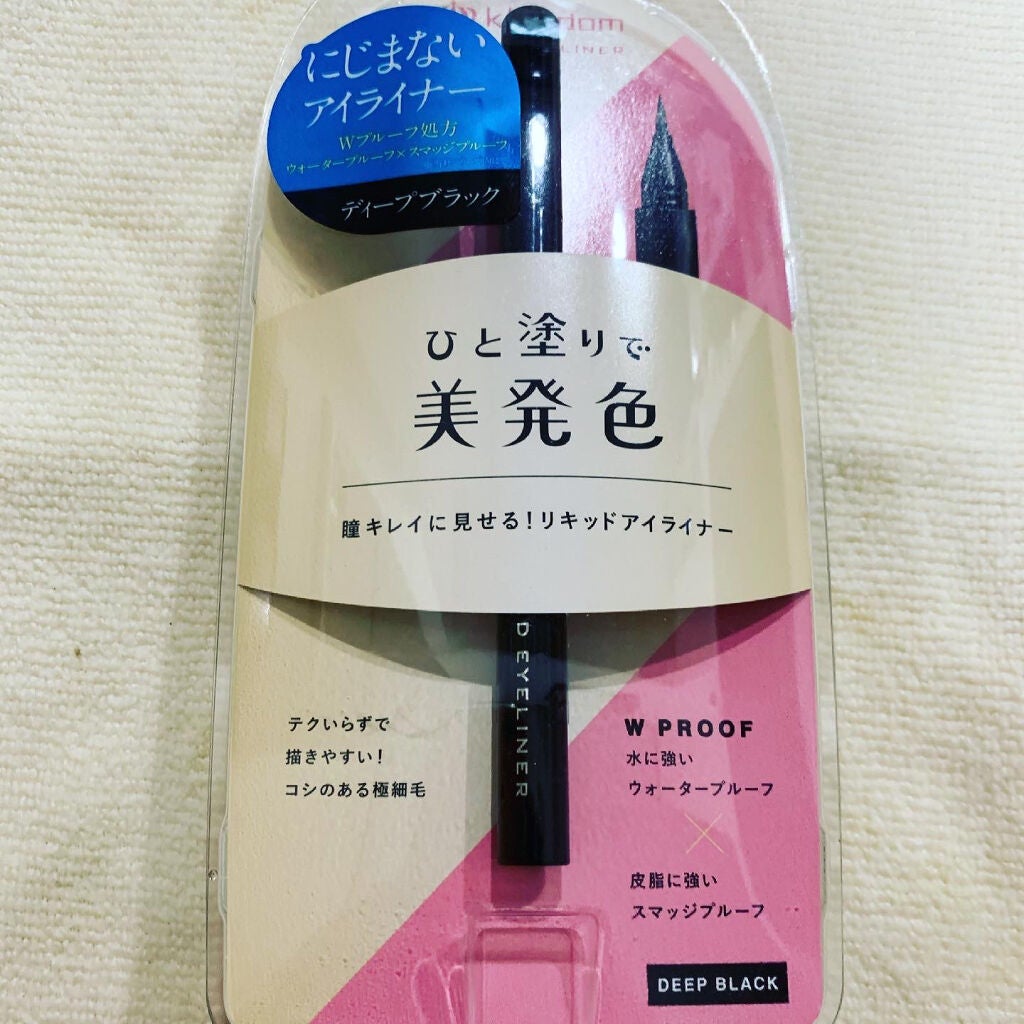 にじまない
アイライナー
Wプルーフ処方
ウォータープルーフ×スマッジプルーフ
ディープブラック
LINER
ひと塗りで
美発色
瞳キレイに見せる!リキッドアイライナー
D EYELINER
テクいらずで
描きやすい!
コシのある極細毛
W PROOF
水に強い
ウォータープルーフ
×
皮脂に強い
スマッジプルーフ
DEEP BLACK